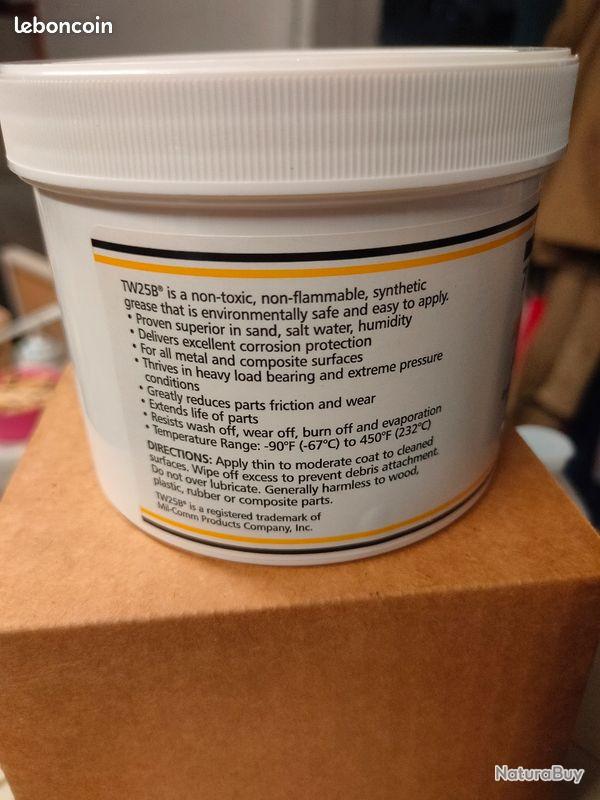 leboncoin
TW25B® is a non-toxic, non-flammable, synthetic
grease that is environmentally safe and easy to apply.
• Proven superior in sand, salt water, humidity
• Delivers excellent corrosion protection
• For all metal and composite surfaces
• Thrives in heavy load bearing and extreme pressure
conditions
• Greatly reduces parts friction and wear
• Extends life of parts
• Resists wash off, wear off, burn off and evaporation
• Temperature Range: -90°F (-67°C) to 450°F (232°C)
DIRECTIONS: Apply thin to moderate coat to cleaned
surfaces. Wipe off excess to prevent debris attachment.
Do not over lubricate. Generally harmless to wood,
plastic, rubber or composite parts.
TW25B® is a registered trademark of
Mil-Comm Products Company, Inc.
NaturaBuy